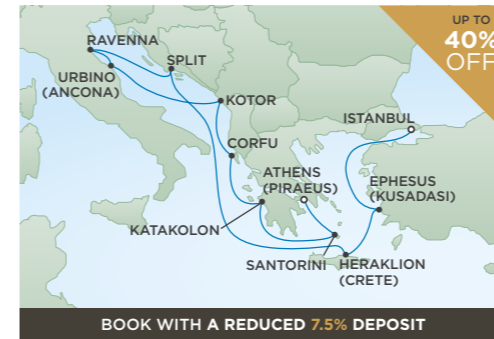 UP TO
40%
OFF
RAVENNA
SPLIT
URBINO
(ANCONA)
KOTOR
ISTANBUL
CORFU
ATHENS
(PIRAEUS)
EPHESUS
(KUSADASI)
KATAKOLON
SANTORINI
HERAKLION
(CRETE)
BOOK WITH A REDUCED 7.5% DEPOSIT